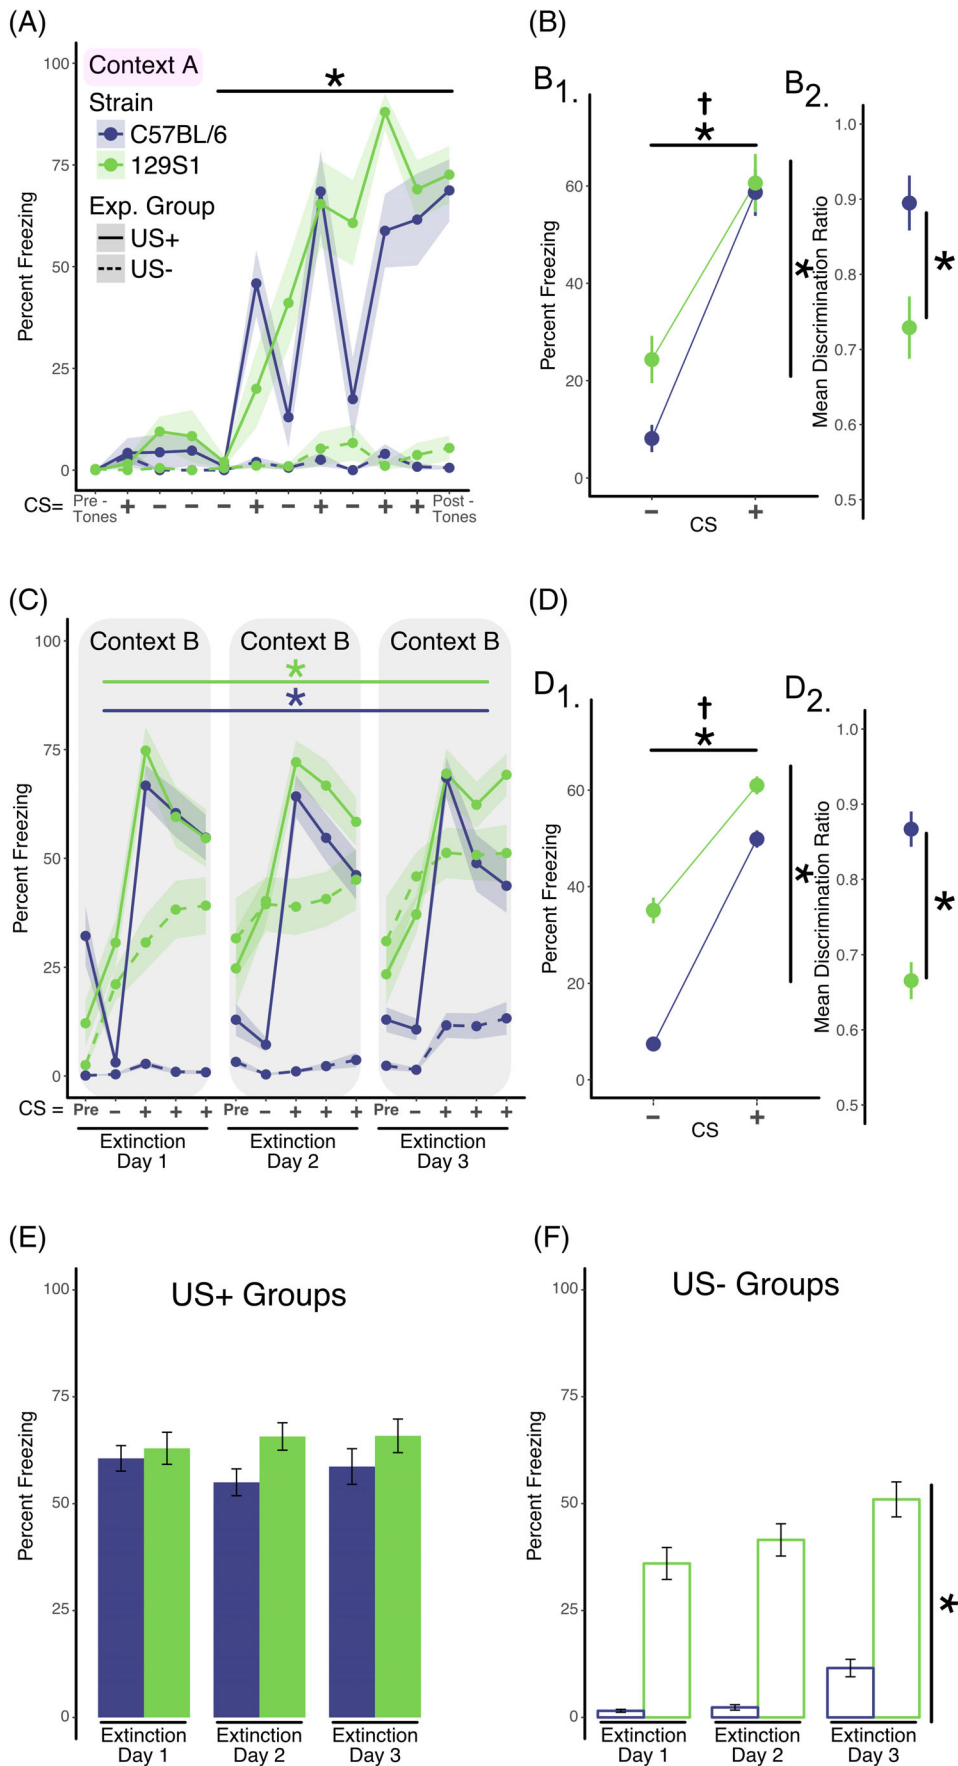 (A)
Context A
Strain
C57BL/6
129S1
Exp. Group
US+
US-
*
Percent Freezing
100
75
50
25
0
CS= Pre - Tones + − − − + − + − + + Post - Tones
(B)
B1.
†
*
*
Percent Freezing
60
40
20
0
− +
CS
B2.
Mean Discrimination Ratio
1.0
0.9
0.8
0.7
0.6
0.5
*
(C)
Context B Context B Context B
*
*
Percent Freezing
100
75
50
25
0
CS = Pre − + + + Pre − + + + Pre − + + +
Extinction Extinction Extinction
Day 1 Day 2 Day 3
(D)
D1.
†
*
*
Percent Freezing
60
40
20
0
− +
CS
D2.
Mean Discrimination Ratio
1.0
0.9
0.8
0.7
0.6
0.5
*
(E)
US+ Groups
Percent Freezing
100
75
50
25
0
Extinction Extinction Extinction
Day 1 Day 2 Day 3
(F)
US- Groups
Percent Freezing
100
75
50
25
0
*
Extinction Extinction Extinction
Day 1 Day 2 Day 3